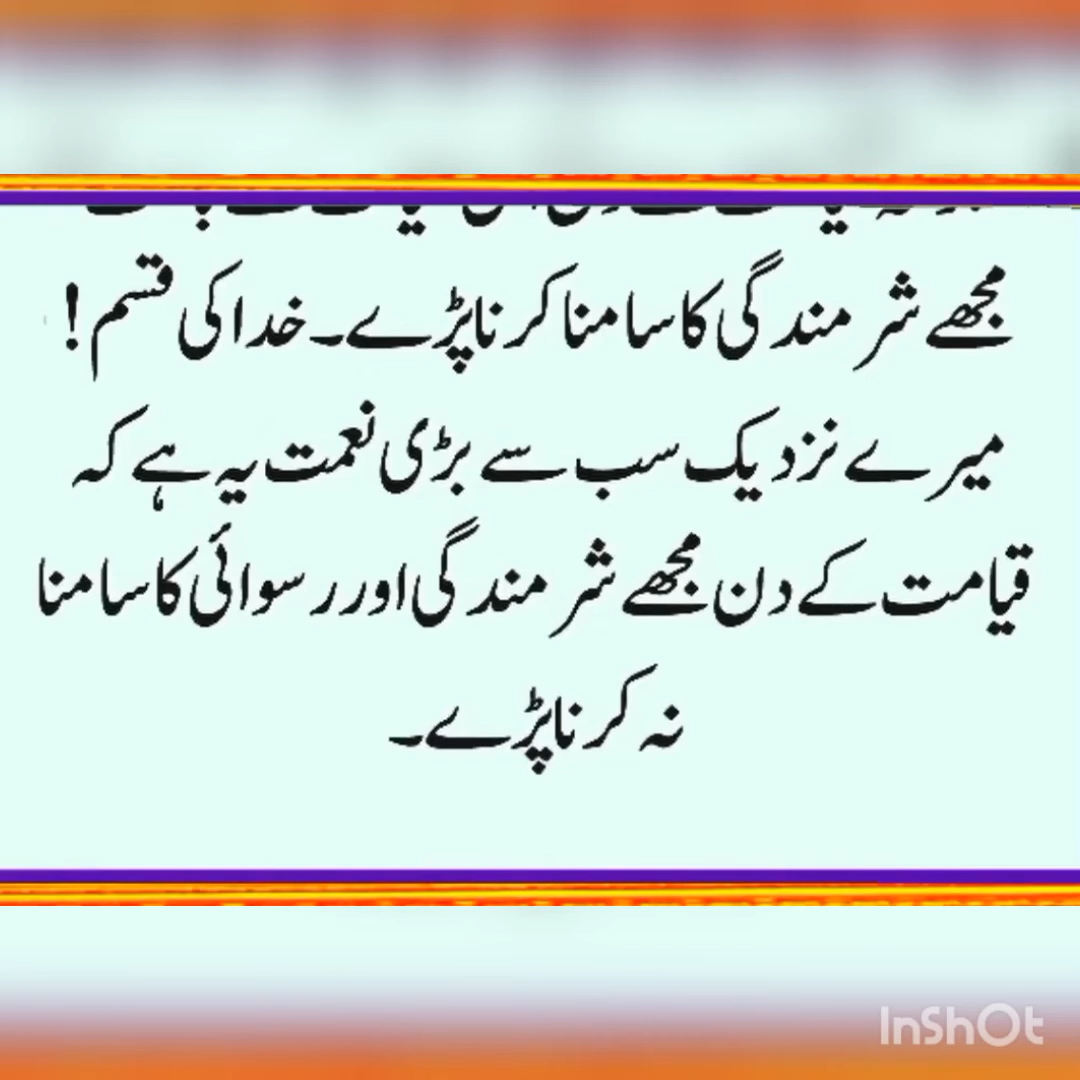 مجھے شرمندگی کا سامنا کرنا پڑے۔ خدا کی قسم!
میرے نزدیک سب سے بڑی نعمت یہ ہے کہ
قیامت کے دن مجھے شرمندگی اور رسوائی کا سامنا
نہ کرنا پڑے۔
InShOt